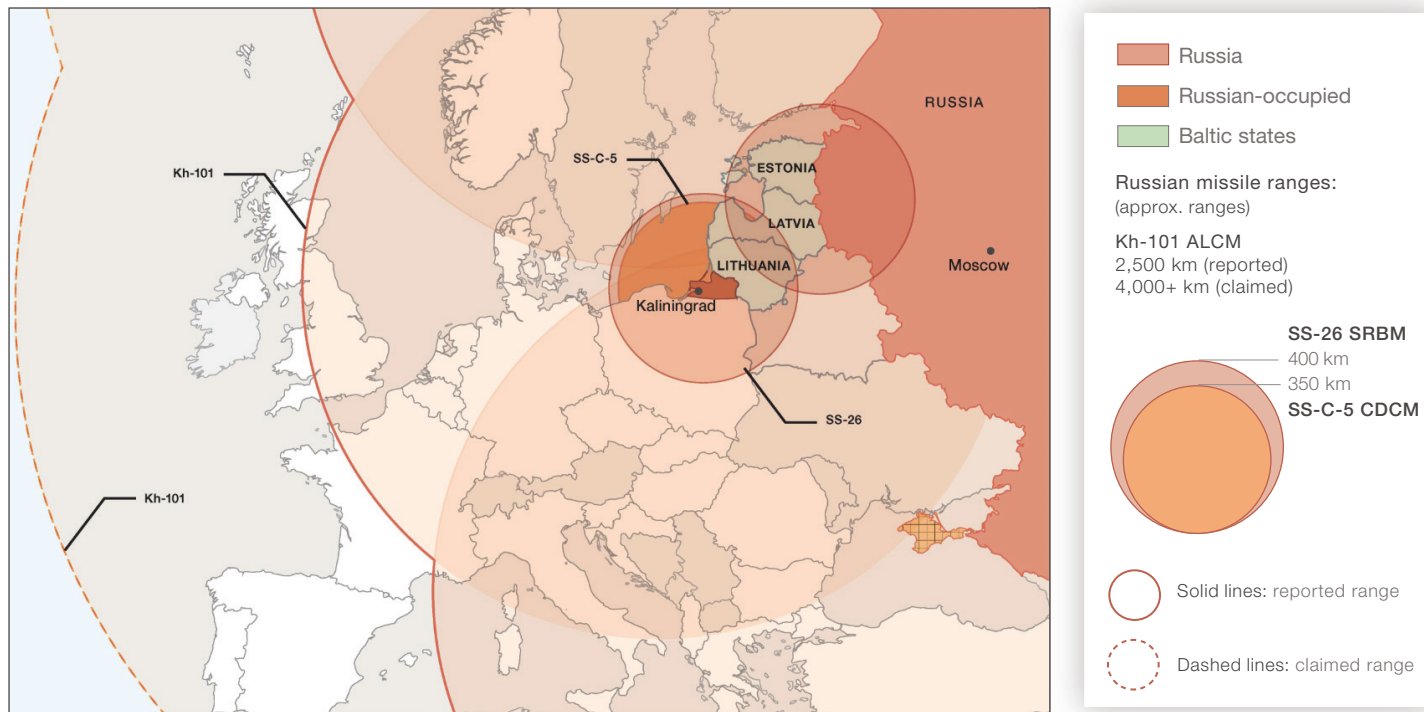 RUSSIA
SS-C-5
Kh-101
ESTONIA
LATVIA
LITHUANIA
Moscow
Kaliningrad
SS-26
Kh-101
Russia
Russian-occupied
Baltic states
Russian missile ranges:
(approx. ranges)
Kh-101 ALCM
2,500 km (reported)
4,000+ km (claimed)
SS-26 SRBM
400 km
350 km
SS-C-5 CDCM
Solid lines: reported range
Dashed lines: claimed range